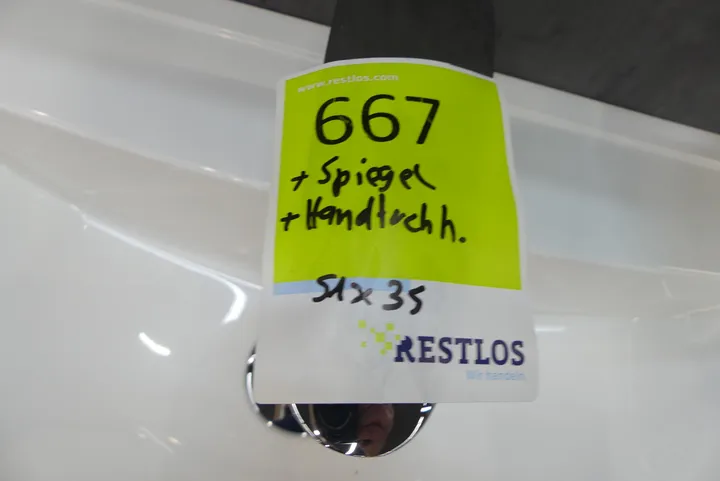 www.restlos.com
667
+ Spiegel
+ Handtuchh.
51x35
RESTLOS
Wir handeln